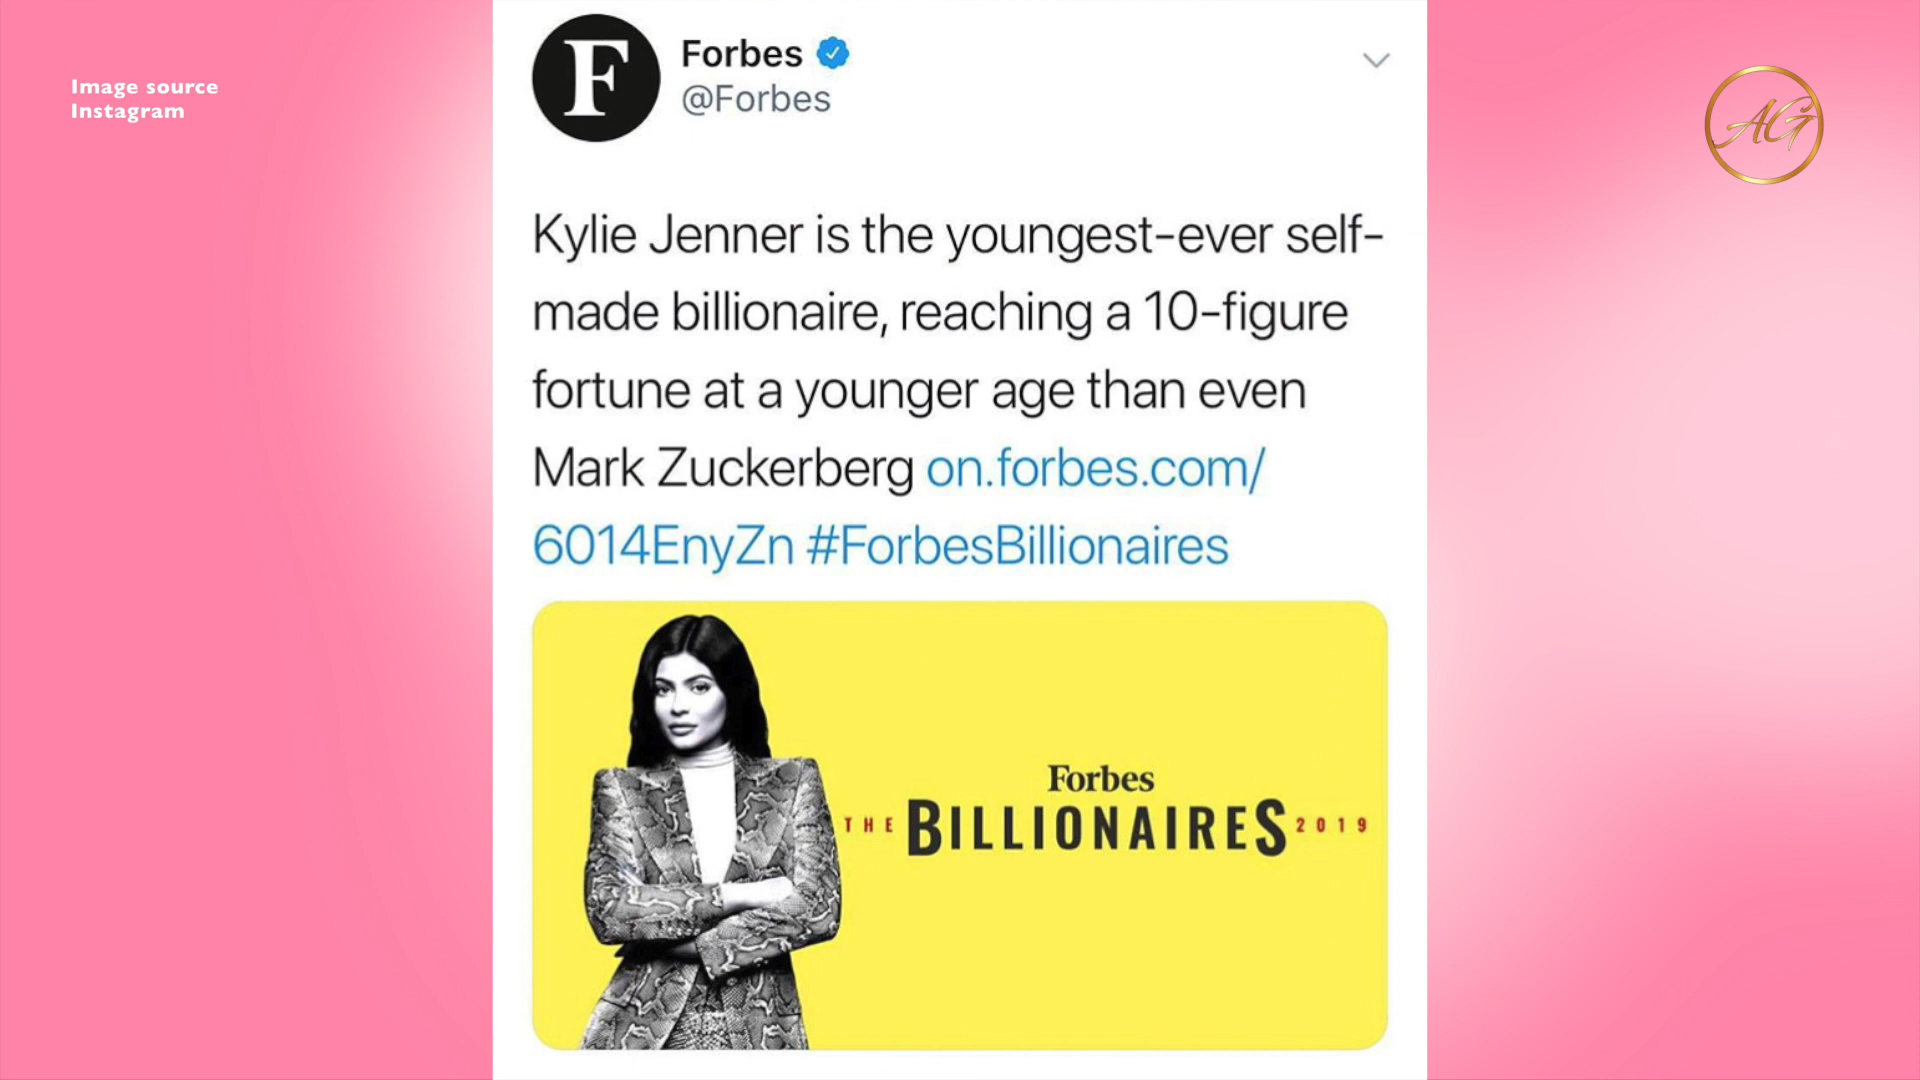 Image source
Instagram
F
Forbes
@Forbes
AG
Kylie Jenner is the youngest-ever self-
made billionaire, reaching a 10-figure
fortune at a younger age than even
Mark Zuckerberg on.forbes.com/
6014EnyZn #ForbesBillionaires
Forbes
THE BILLIONAIRES 2019